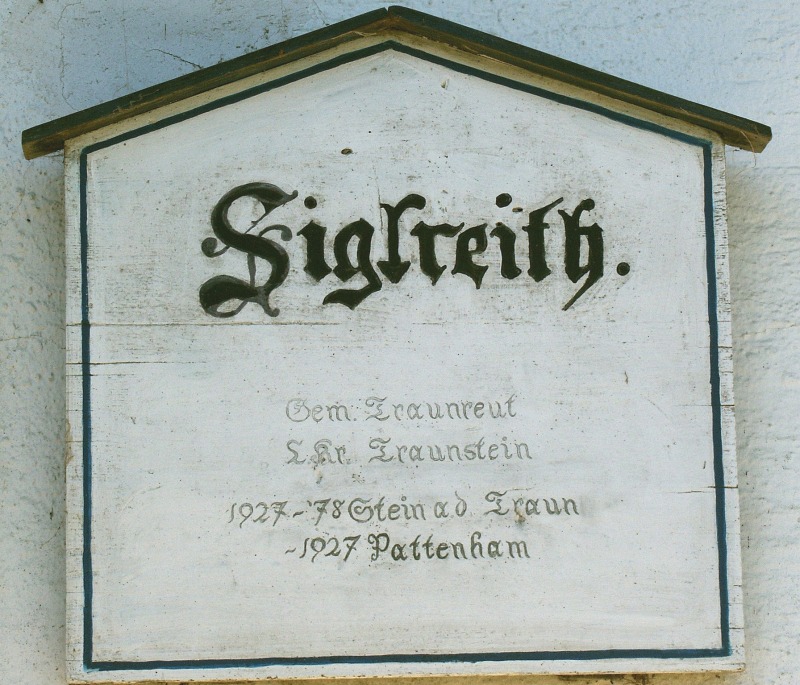 Siglreith.
Gem. Traunreut
L.Kr. Traunstein
1927-'78 Stein a d Traun
-1927 Pattenham